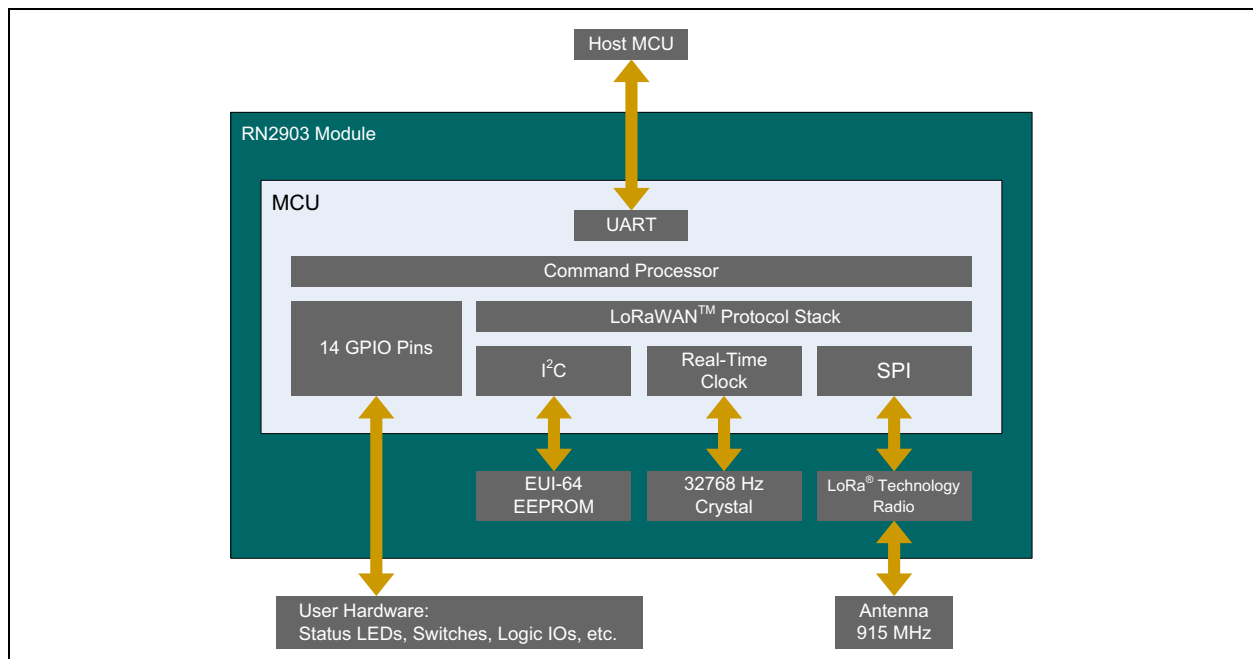 Host MCU
RN2903 Module
MCU
UART
Command Processor
14 GPIO Pins
LoRaWAN™ Protocol Stack
I²C
Real-Time
Clock
SPI
EUI-64
EEPROM
32768 Hz
Crystal
LoRa® Technology
Radio
User Hardware:
Status LEDs, Switches, Logic IOs, etc.
Antenna
915 MHz